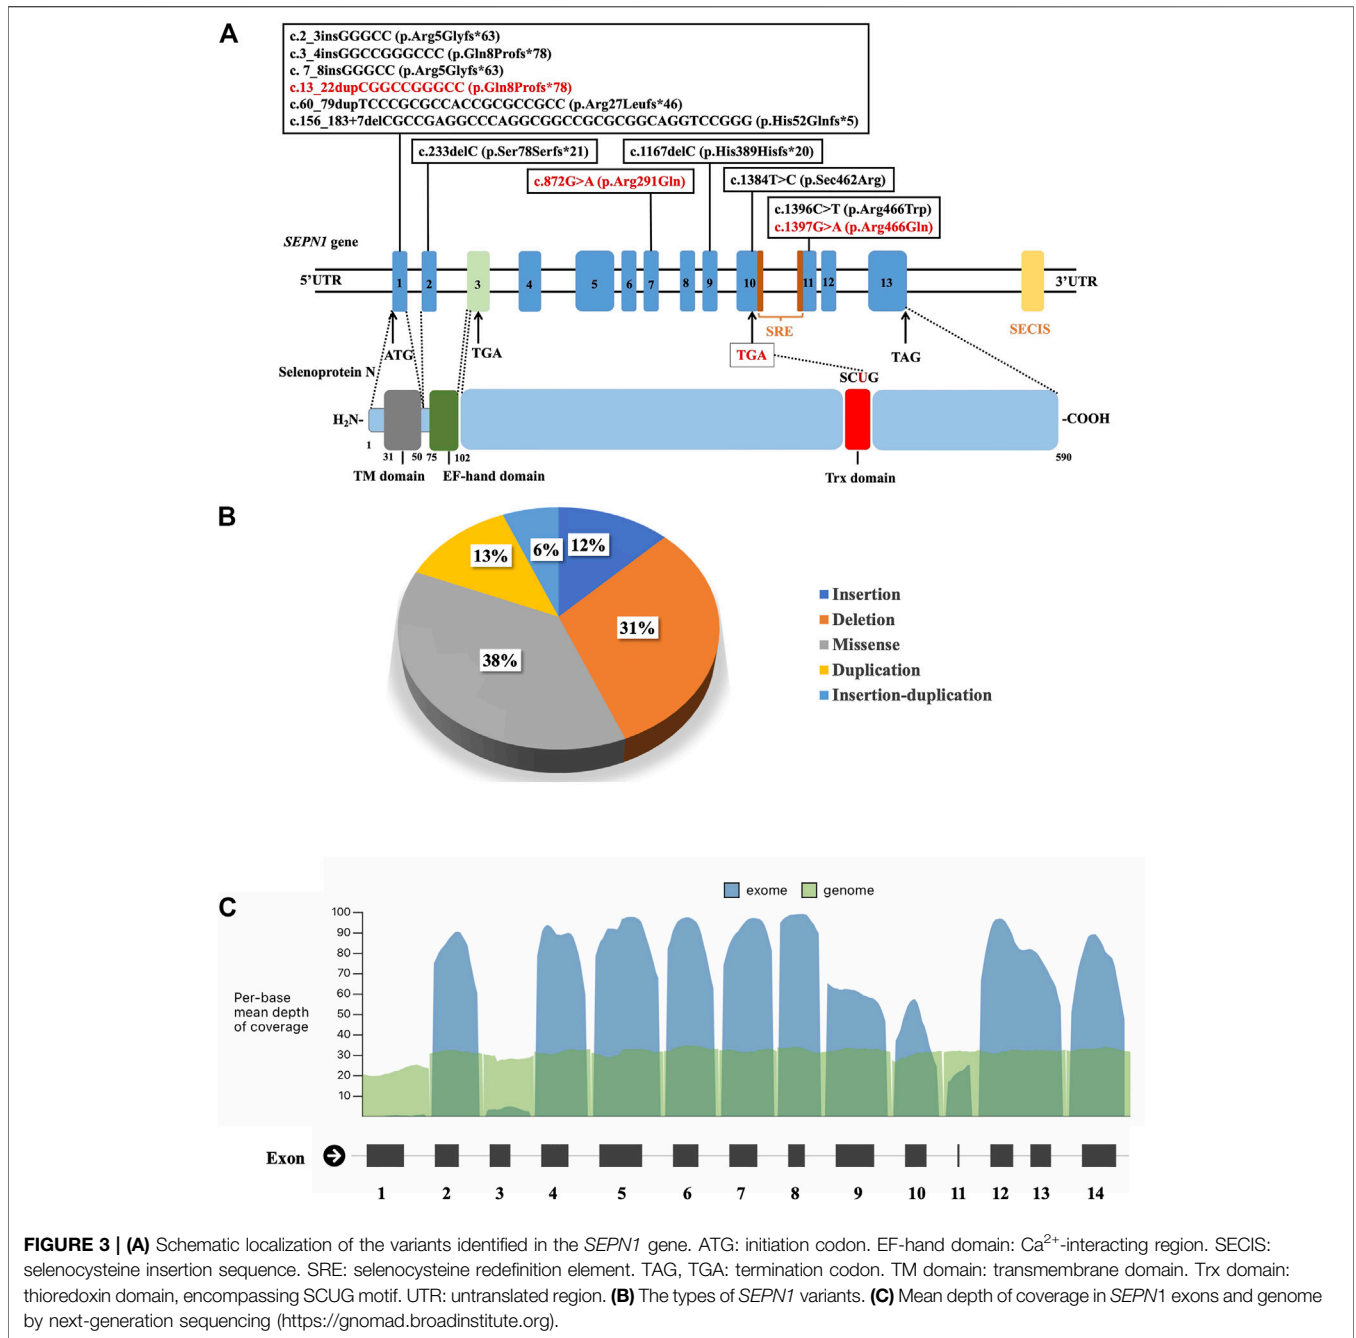 A
c.2_3insGGGCC (p.Arg5Glyfs*63)
c.3_4insGGCCGGGCCC (p.Gln8Profs*78)
c. 7_8insGGGCC (p.Arg5Glyfs*63)
c.13_22dupCGGCCGGGCC (p.Gln8Profs*78)
c.60_79dupTCCCGCGCCACCGCGCCGCC (p.Arg27Leufs*46)
c.156_183+7delCGCCGAGGCCCAGGCGGCCGCGCGGCAGGTCCGGG (p.His52Glnfs*5)
c.233delC (p.Ser78Serfs*21)
c.1167delC (p.His389Hisfs*20)
c.872G>A (p.Arg291Gln)
c.1384T>C (p.Sec462Arg)
c.1396C>T (p.Arg466Trp)
c.1397G>A (p.Arg466Gln)
SEPN1 gene
5’UTR 1 2 3 4 5 6 7 8 9 10 11 12 13 3’UTR
SRE
SECIS
ATG TGA TGA TAG
Selenoprotein N
SCUG
H₂N- -COOH
1 31 50 75 102 590
TM domain EF-hand domain Trx domain
B
6% 12%
13%
31%
38%
Insertion
Deletion
Missense
Duplication
Insertion-duplication
C
exome genome
100
90
80
70
60
50
40
30
20
10
Per-base
mean depth
of coverage
Exon
1 2 3 4 5 6 7 8 9 10 11 12 13 14
FIGURE 3 | (A) Schematic localization of the variants identified in the SEPN1 gene. ATG: initiation codon. EF-hand domain: Ca²⁺-interacting region. SECIS:
selenocysteine insertion sequence. SRE: selenocysteine redefinition element. TAG, TGA: termination codon. TM domain: transmembrane domain. Trx domain:
thioredoxin domain, encompassing SCUG motif. UTR: untranslated region. (B) The types of SEPN1 variants. (C) Mean depth of coverage in SEPN1 exons and genome
by next-generation sequencing (https://gnomad.broadinstitute.org).